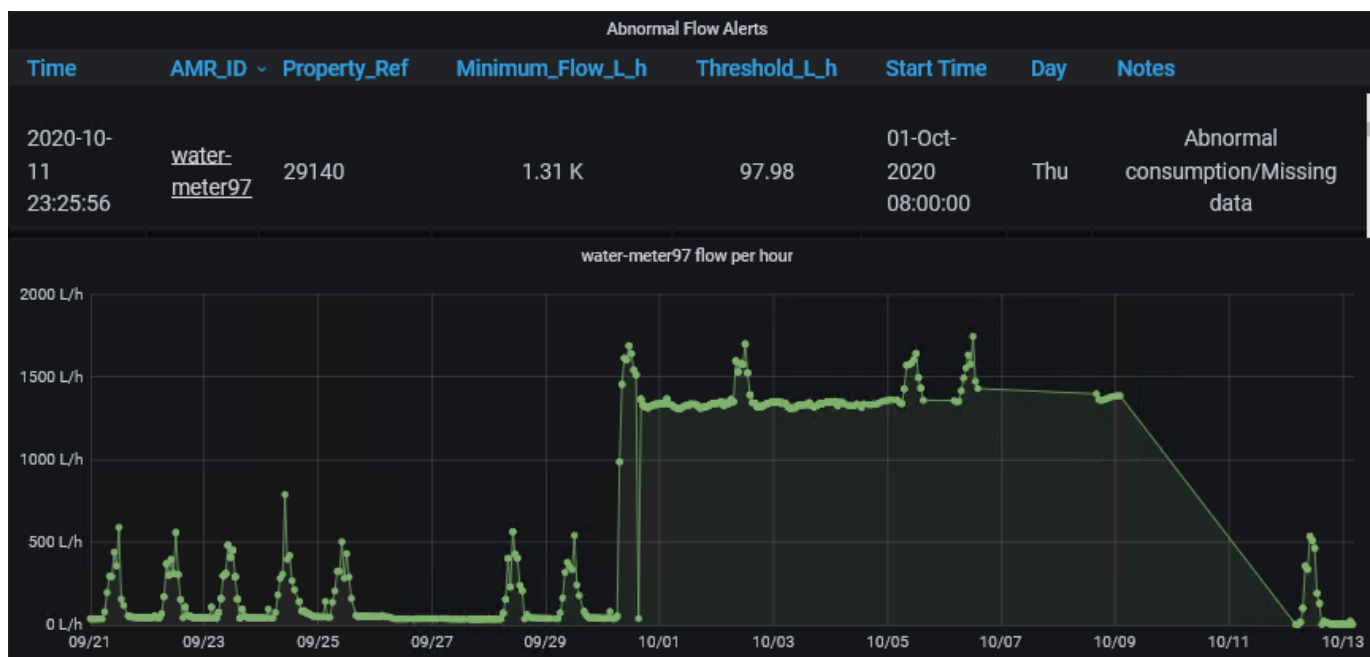 Abnormal Flow Alerts
Time AMR_ID Property_Ref Minimum_Flow_L_h Threshold_L_h Start Time Day Notes
2020-10-
11
23:25:56
water-
meter97
29140
1.31 K
97.98
01-Oct-
2020
08:00:00
Thu
Abnormal
consumption/Missing
data
water-meter97 flow per hour
2000 L/h
1500 L/h
1000 L/h
500 L/h
0 L/h
09/21 09/23 09/25 09/27 09/29 10/01 10/03 10/05 10/07 10/09 10/11 10/13